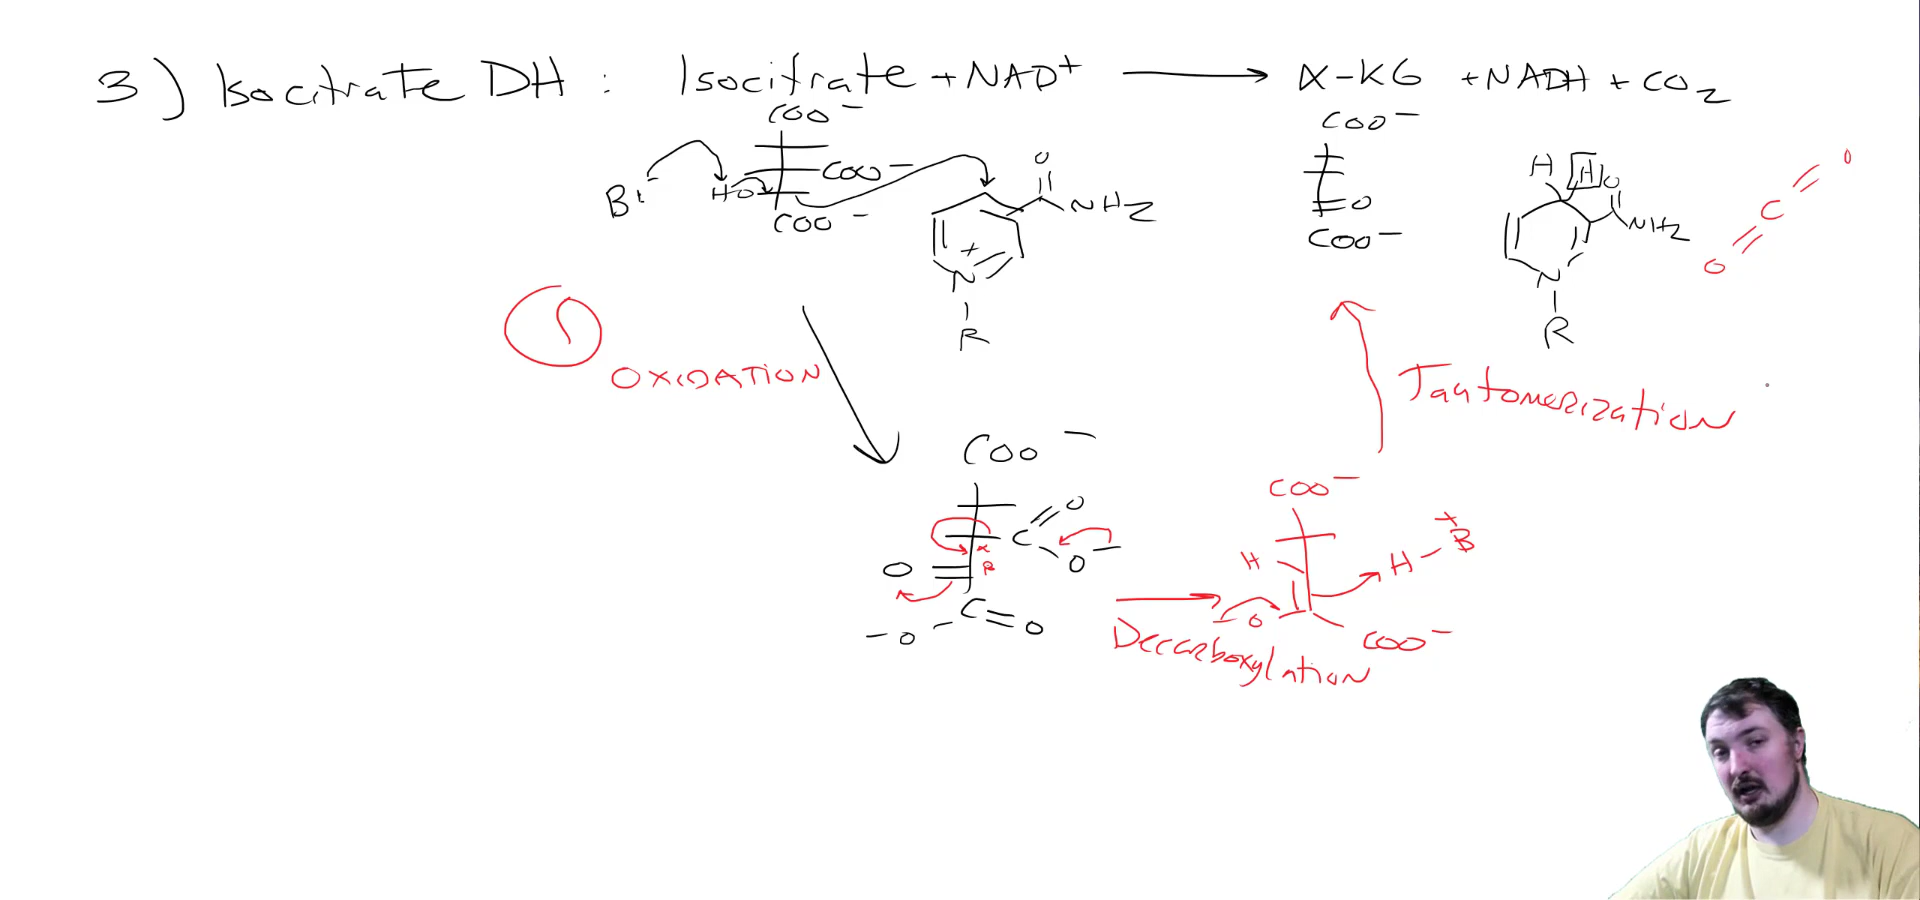 3) Isocitrate DH : Isocitrate + NAD⁺ → α-KG + NADH + CO₂
COO⁻ COO⁻
B: HO COO⁻ O NH2 O H H O NH2 O C O
COO⁻ + N R COO⁻ N R
1 OXIDATION Tautomerization
COO⁻ COO⁻
O C O⁻ H H-B⁺
α
β
O
⁻O C O ⁻O COO⁻
Decarboxylation